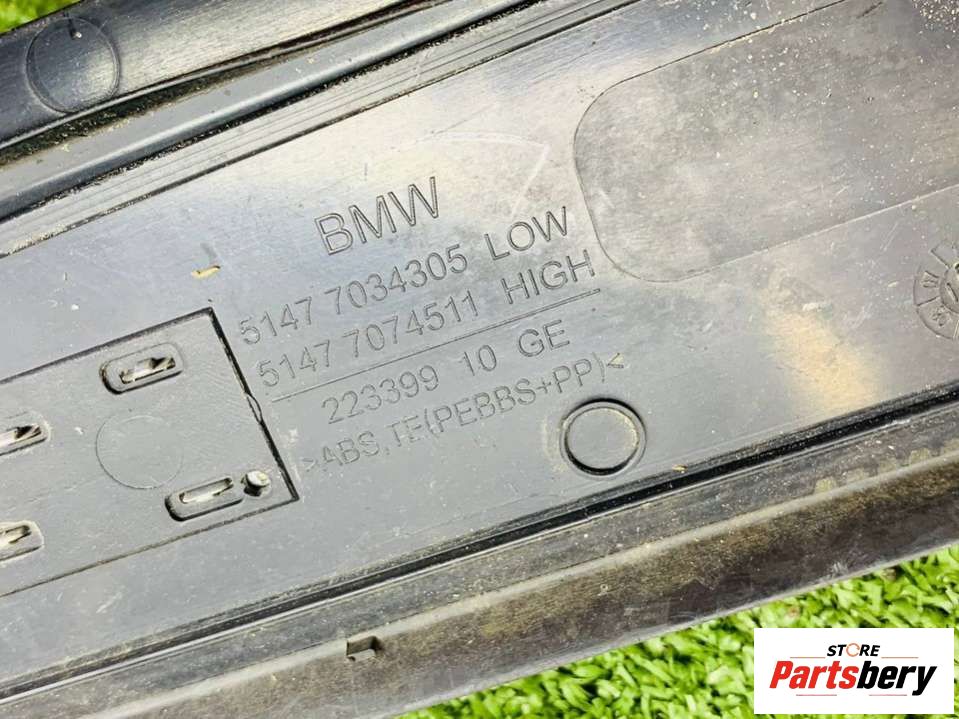 BMW
5147 7034305 LOW
5147 7074511 HIGH
223399 10 GE
>ABS,TE(PEBBS+PP)<
STORE
Partsbery